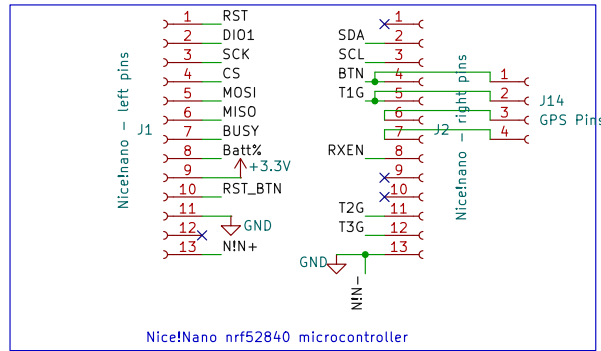 1 RST
2 DIO1
3 SCK
4 CS
5 MOSI
6 MISO
7 BUSY
8 Batt%
9 +3.3V
10 RST_BTN
11 GND
12
13 N!N+
J1
Nice!nano - left pins
1
SDA 2
SCL 3
BTN 4
T1G 5
6
7
RXEN 8
9
10
T2G 11
T3G 12
GND 13
N!N-
J2
Nice!nano - right pins
1
2
3
4
J14
GPS Pins
Nice!Nano nrf52840 microcontroller